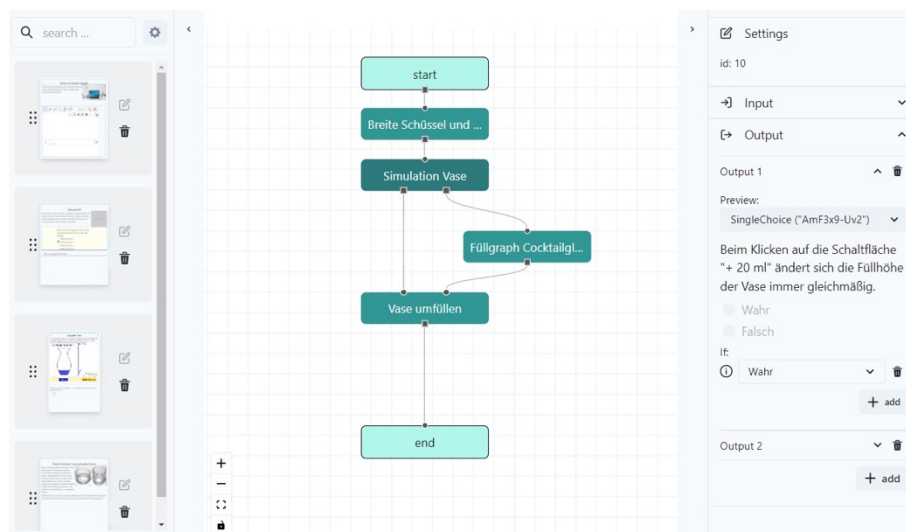 search ...
start
Breite Schüssel und ...
Simulation Vase
Füllgraph Cocktailgl...
Vase umfüllen
end
Settings
id: 10
Input
Output
Output 1
Preview:
SingleChoice ("AmF3x9-Uv2")
Beim Klicken auf die Schaltfläche
"+ 20 ml" ändert sich die Füllhöhe
der Vase immer gleichmäßig.
Wahr
Falsch
If:
Wahr
+ add
Output 2
+ add